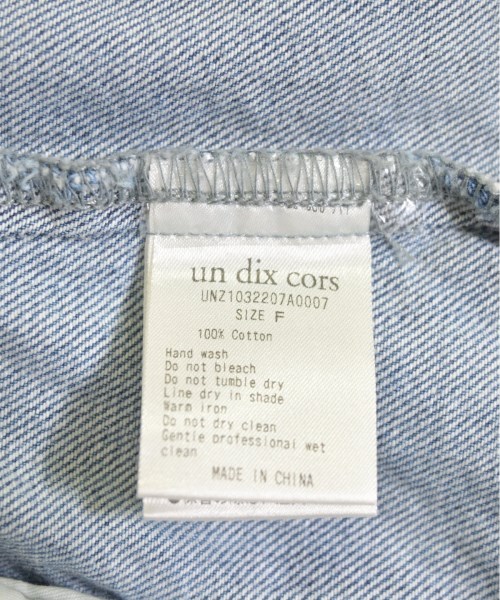 un dix cors
UNZ1032207A0007
SIZE F
100% Cotton
Hand wash
Do not bleach
Do not tumble dry
Line dry in shade
Warm iron
Do not dry clean
Gentle professional wet
clean
MADE IN CHINA